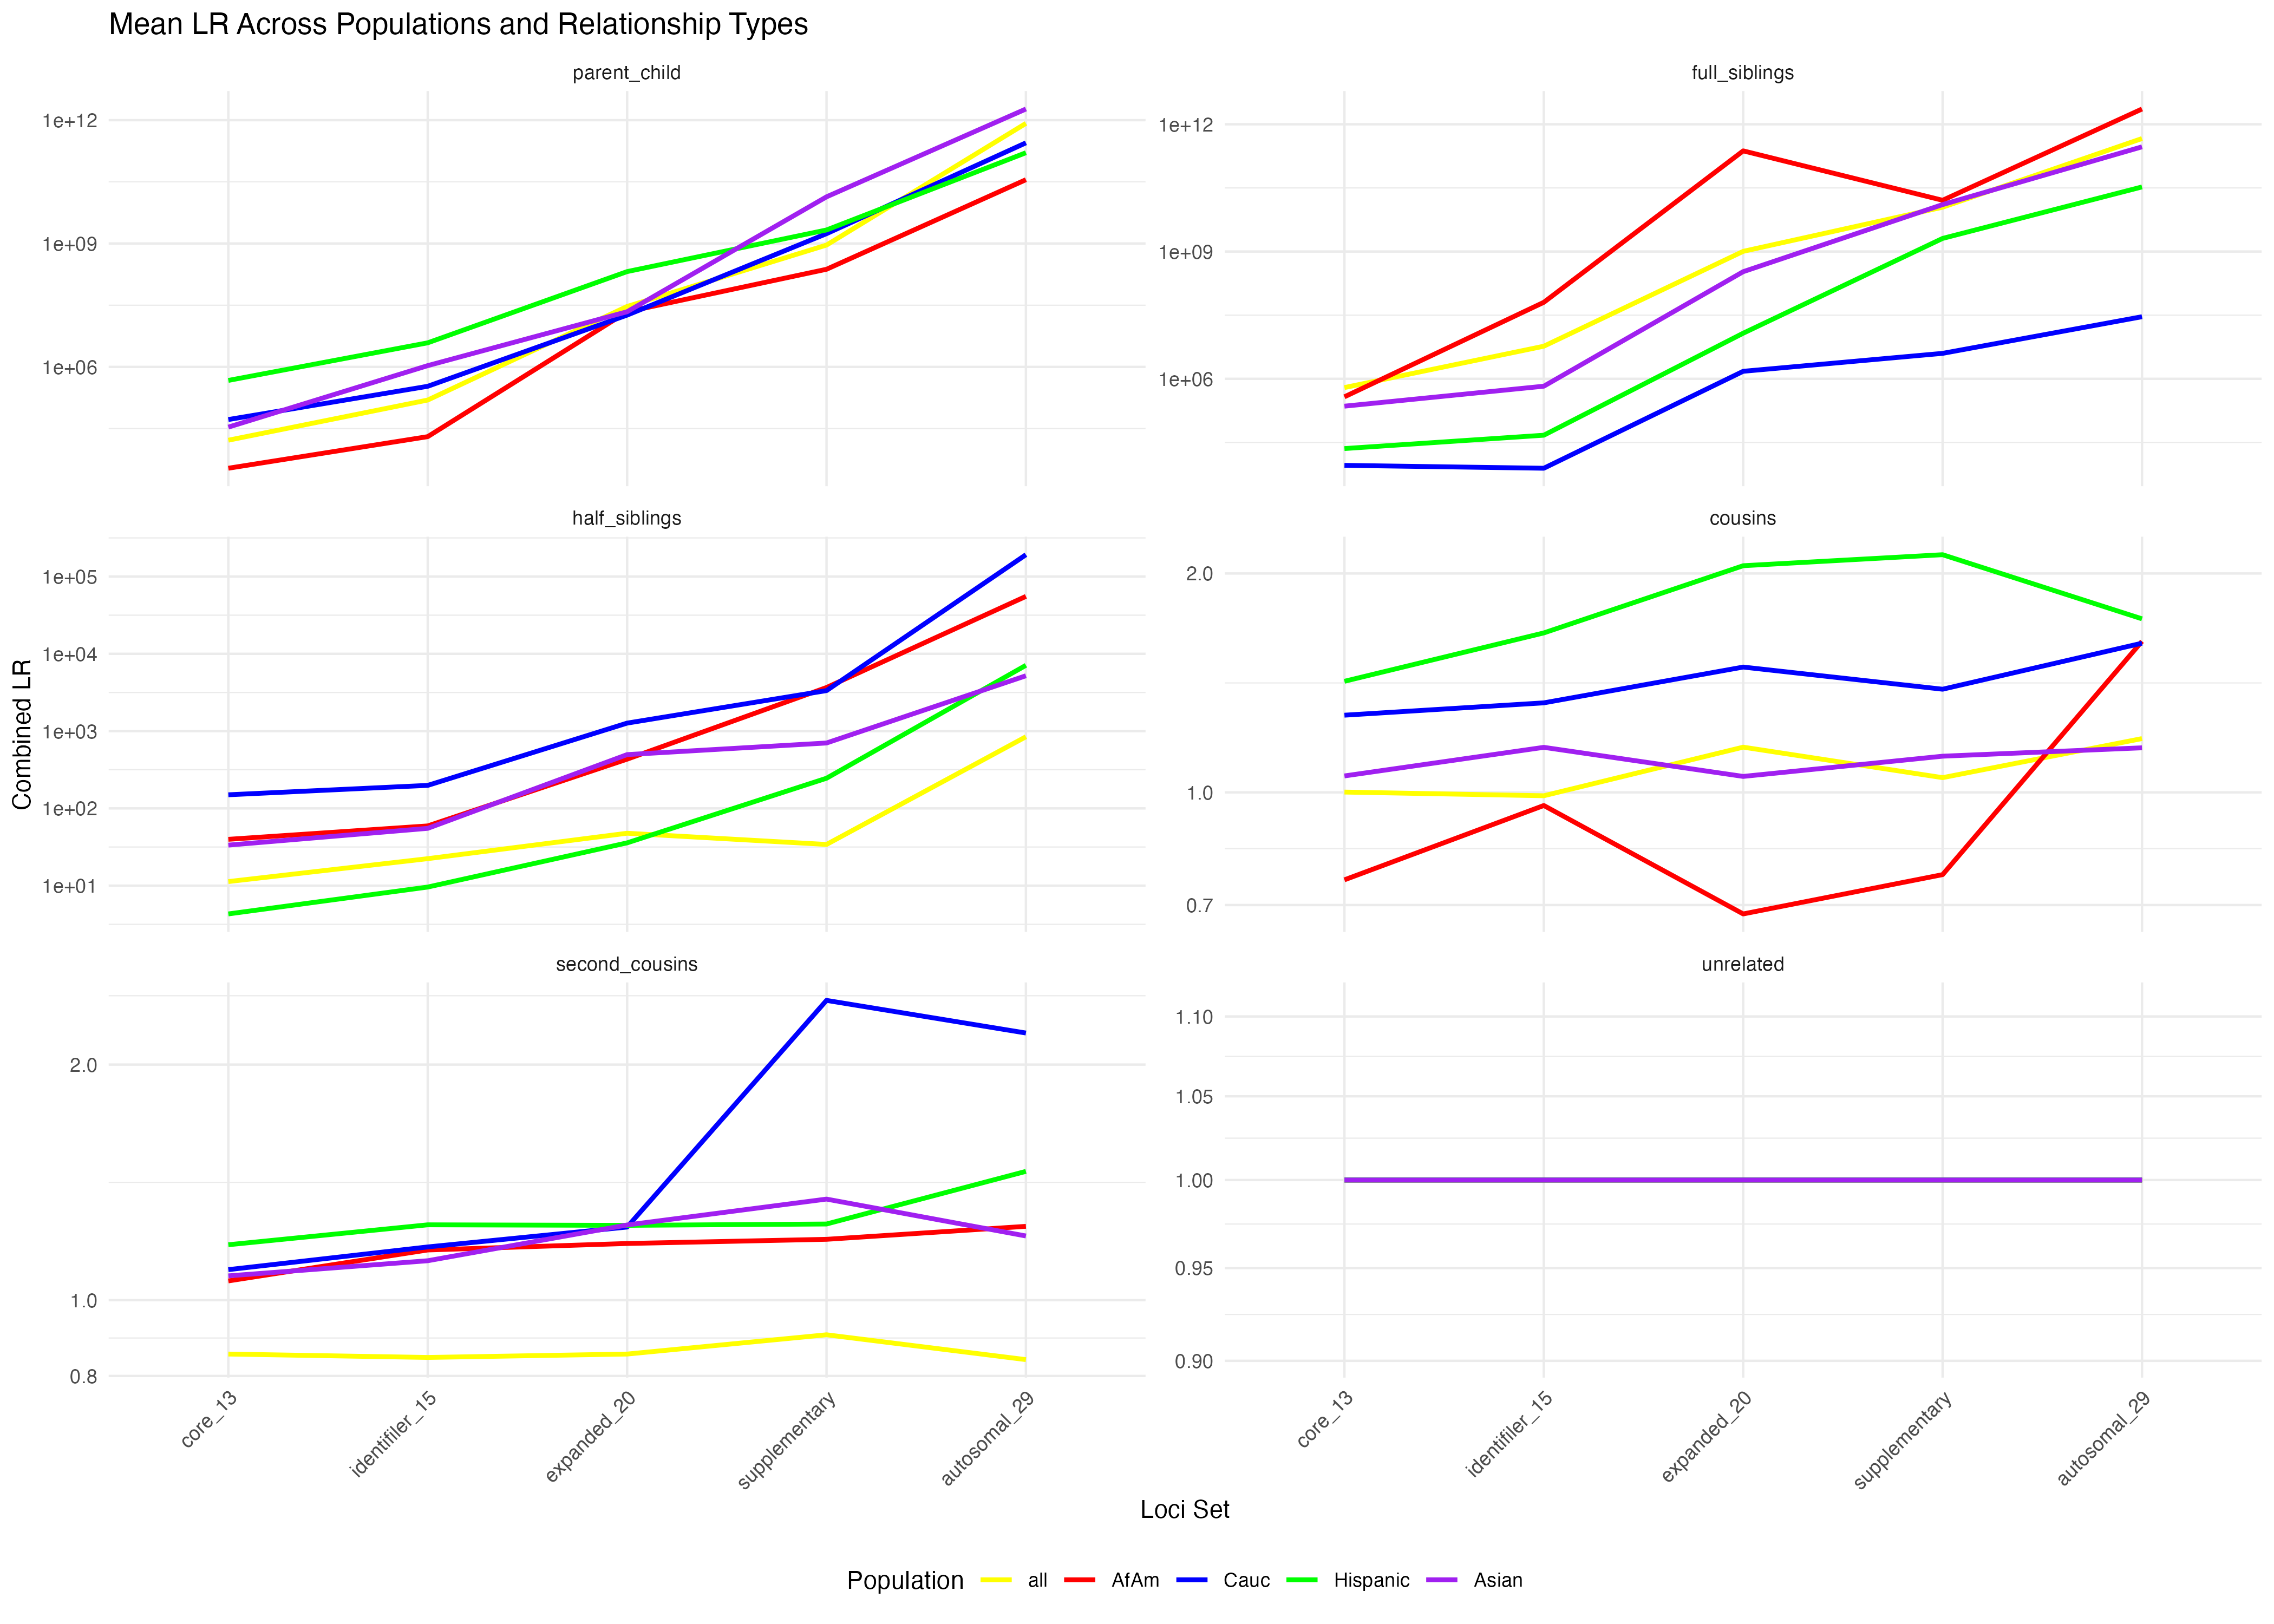 Mean LR Across Populations and Relationship Types
parent_child
full_siblings
1e+12
1e+09
1e+06
1e+12
1e+09
1e+06
half_siblings
cousins
1e+05
1e+04
1e+03
1e+02
1e+01
2.0
1.0
0.7
Combined LR
second_cousins
unrelated
2.0
1.0
0.8
1.10
1.05
1.00
0.95
0.90
core_13
identifiler_15
expanded_20
supplementary
autosomal_29
core_13
identifiler_15
expanded_20
supplementary
autosomal_29
Loci Set
Population all AfAm Cauc Hispanic Asian